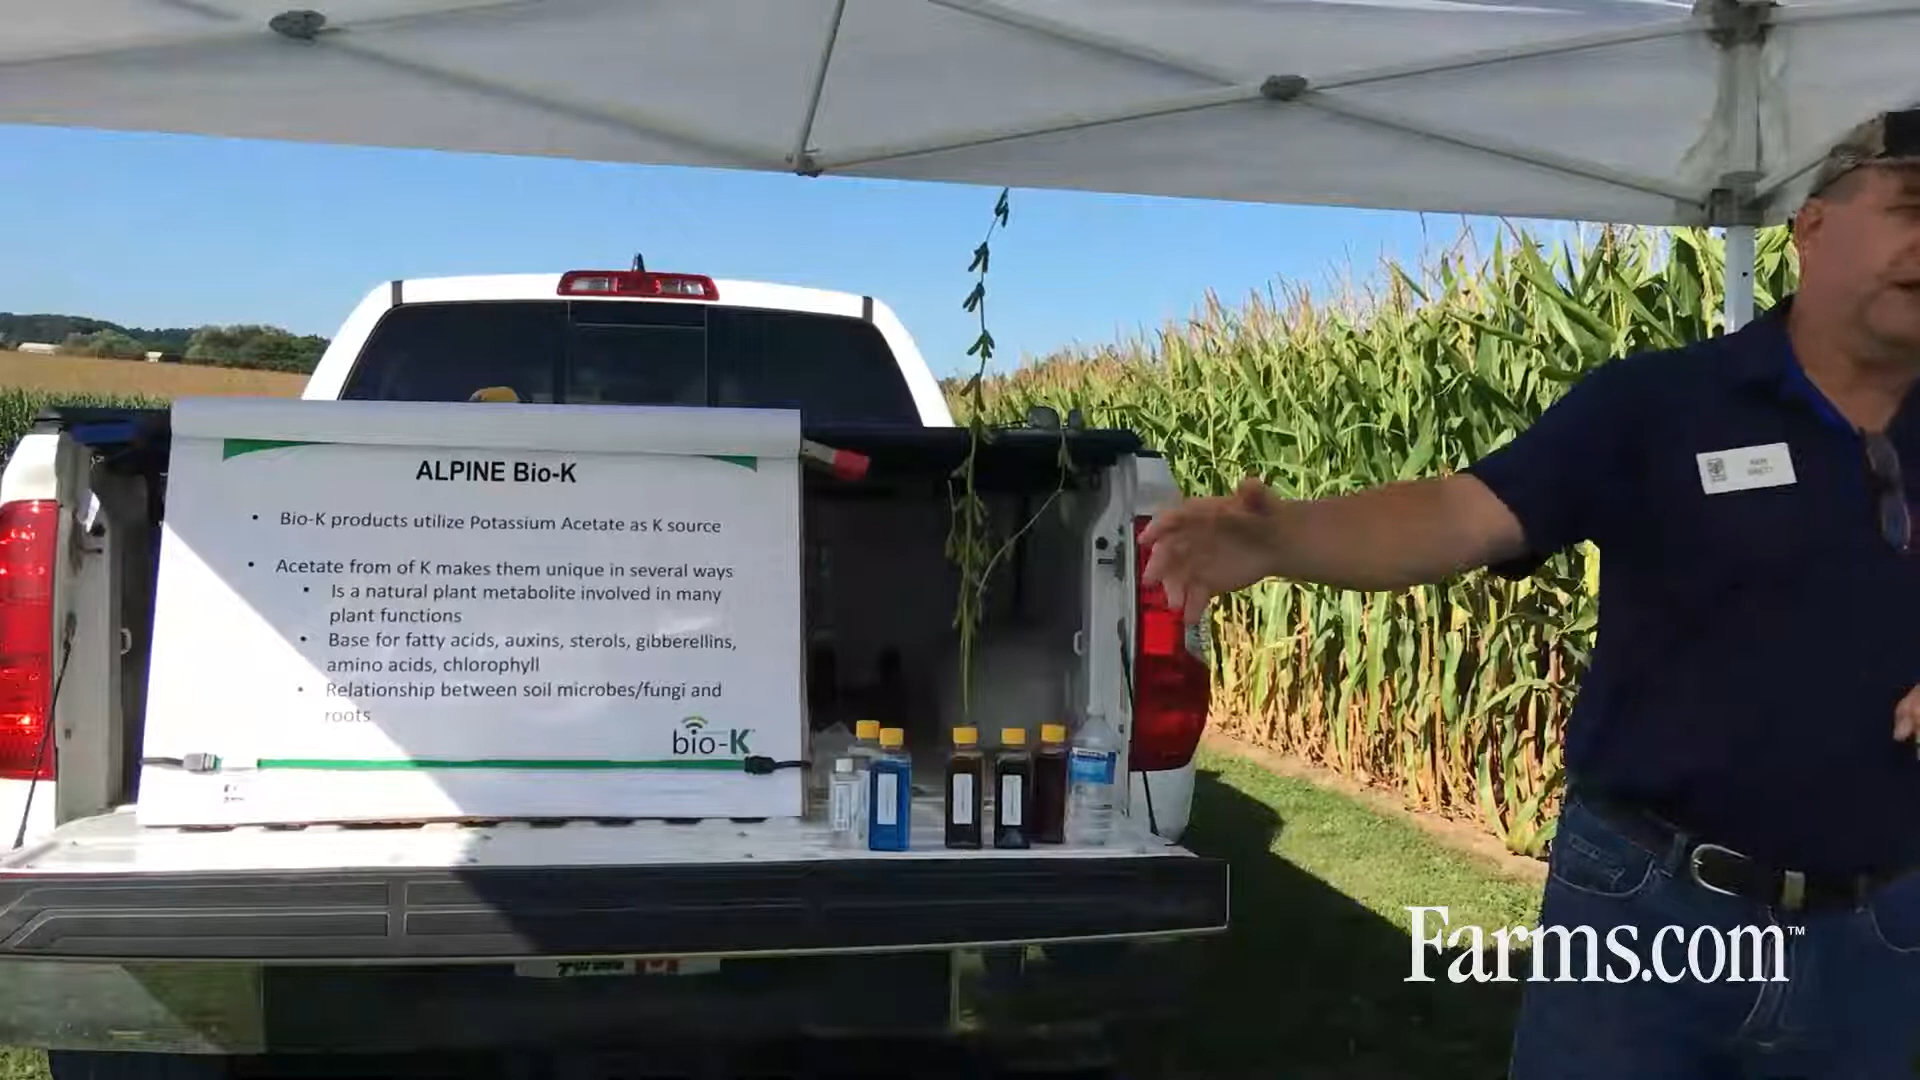 ALPINE Bio-K
• Bio-K products utilize Potassium Acetate as K source
• Acetate from of K makes them unique in several ways
• Is a natural plant metabolite involved in many
plant functions
• Base for fatty acids, auxins, sterols, gibberellins,
amino acids, chlorophyll
• Relationship between soil microbes/fungi and
roots
bio-K
Farms.com™